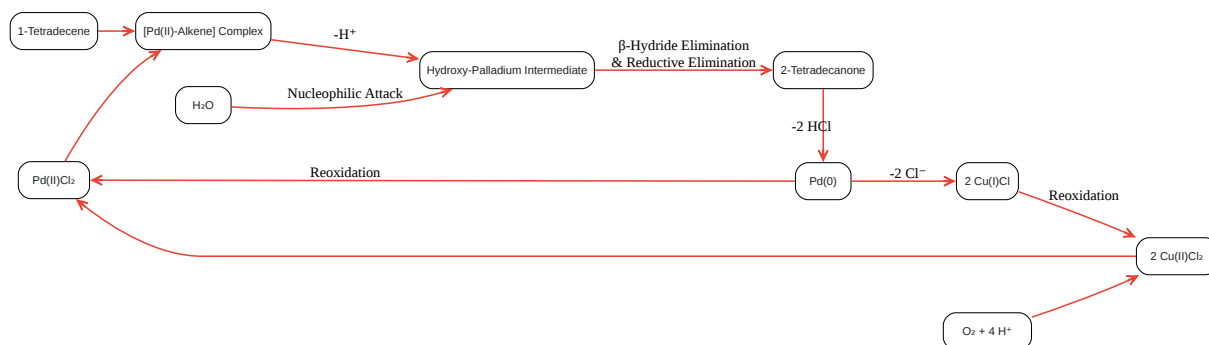 1-Tetradecene
[Pd(II)-Alkene] Complex
-H⁺
Hydroxy-Palladium Intermediate
β-Hydride Elimination
& Reductive Elimination
2-Tetradecanone
H₂O
Nucleophilic Attack
-2 HCl
Pd(II)Cl₂
Reoxidation
Pd(0)
-2 Cl⁻
2 Cu(I)Cl
Reoxidation
2 Cu(II)Cl₂
O₂ + 4 H⁺